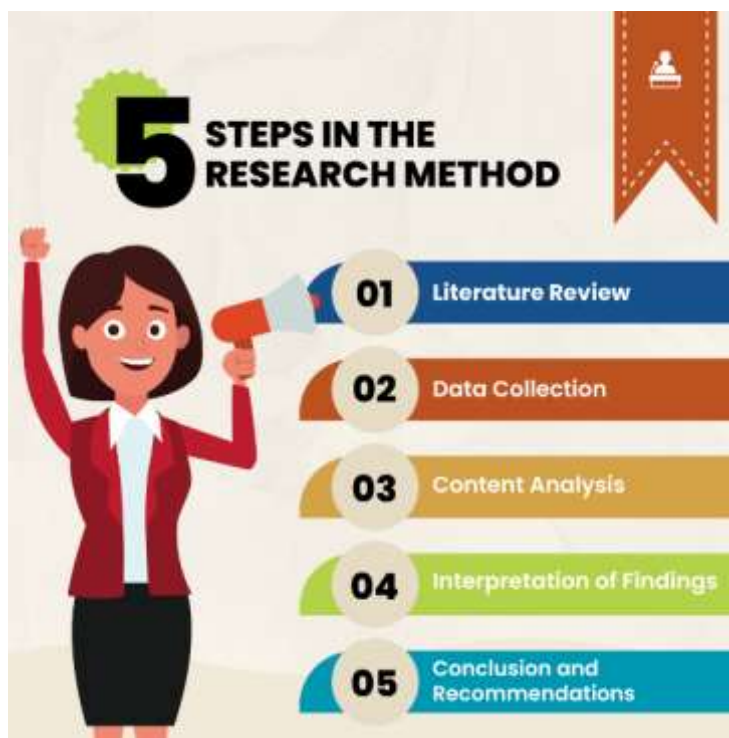 5 STEPS IN THE
RESEARCH METHOD
01 Literature Review
02 Data Collection
03 Content Analysis
04 Interpretation of Findings
05 Conclusion and
Recommendations